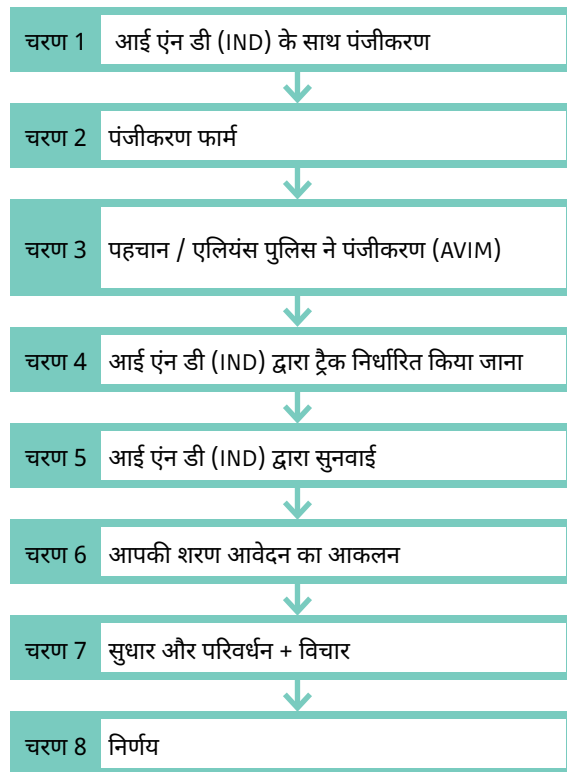 चरण 1 आई एंन डी (IND) के साथ पंजीकरण
चरण 2 पंजीकरण फार्म
चरण 3 पहचान / एलियंस पुलिस ने पंजीकरण (AVIM)
चरण 4 आई एंन डी (IND) द्वारा ट्रैक निर्धारित किया जाना
चरण 5 आई एंन डी (IND) द्वारा सुनवाई
चरण 6 आपकी शरण आवेदन का आकलन
चरण 7 सुधार और परिवर्धन + विचार
चरण 8 निर्णय